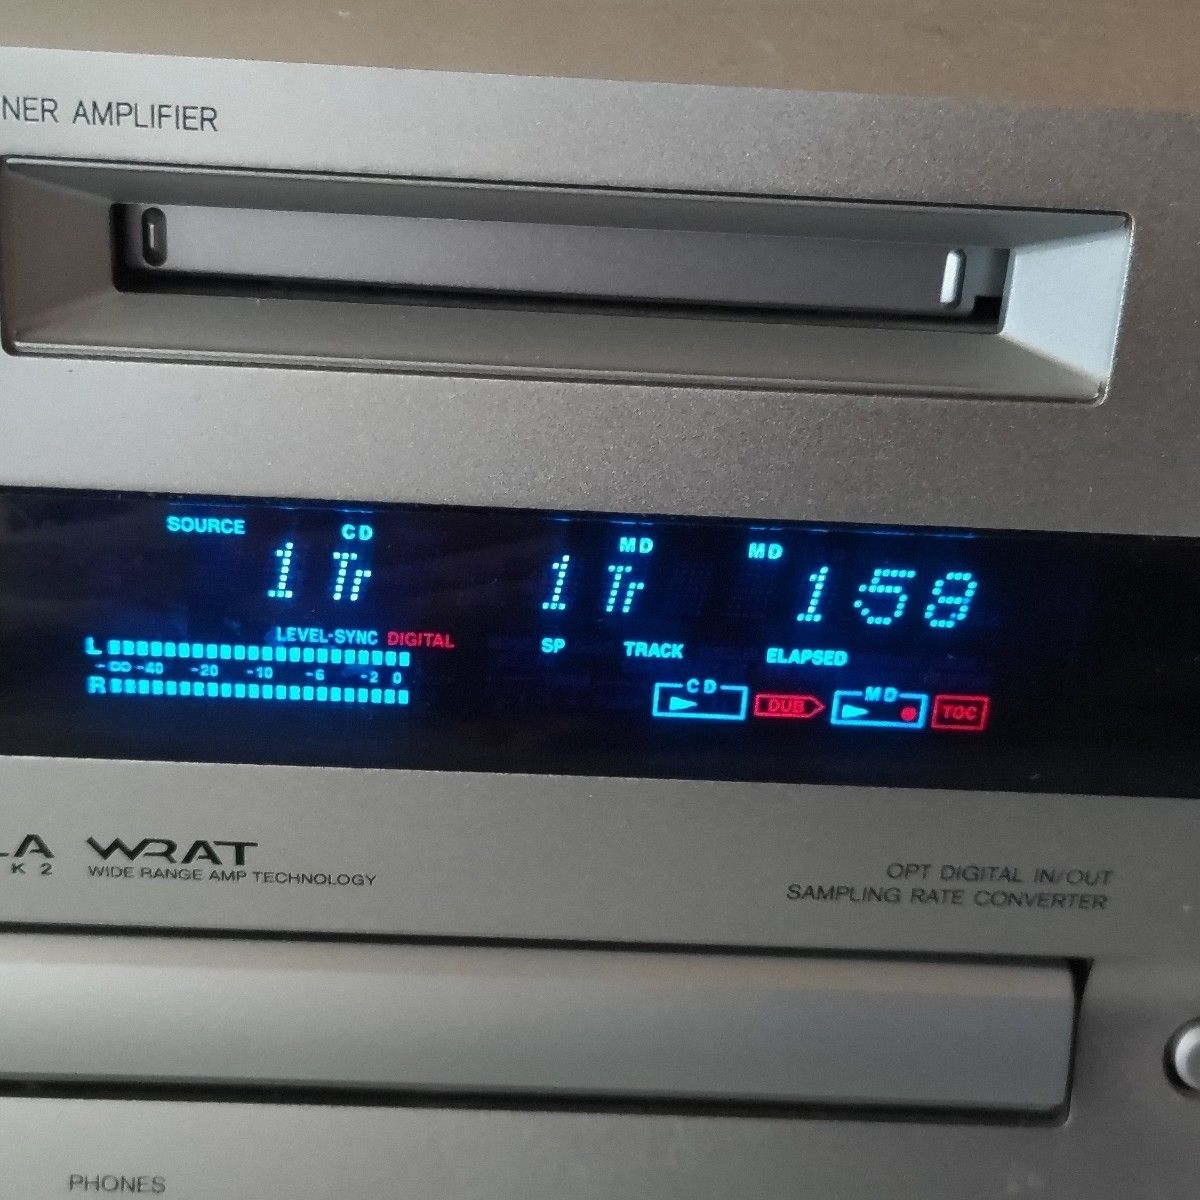 NER AMPLIFIER
SOURCE CD MD MD
1 Tr 1 Tr 1 58
LEVEL-SYNC DIGITAL SP TRACK ELAPSED
L
-∞ -40 -20 -10 -6 -2 0
R
CD DUB MD TOC
LA WRAT
K2 WIDE RANGE AMP TECHNOLOGY
OPT DIGITAL IN/OUT
SAMPLING RATE CONVERTER
PHONES